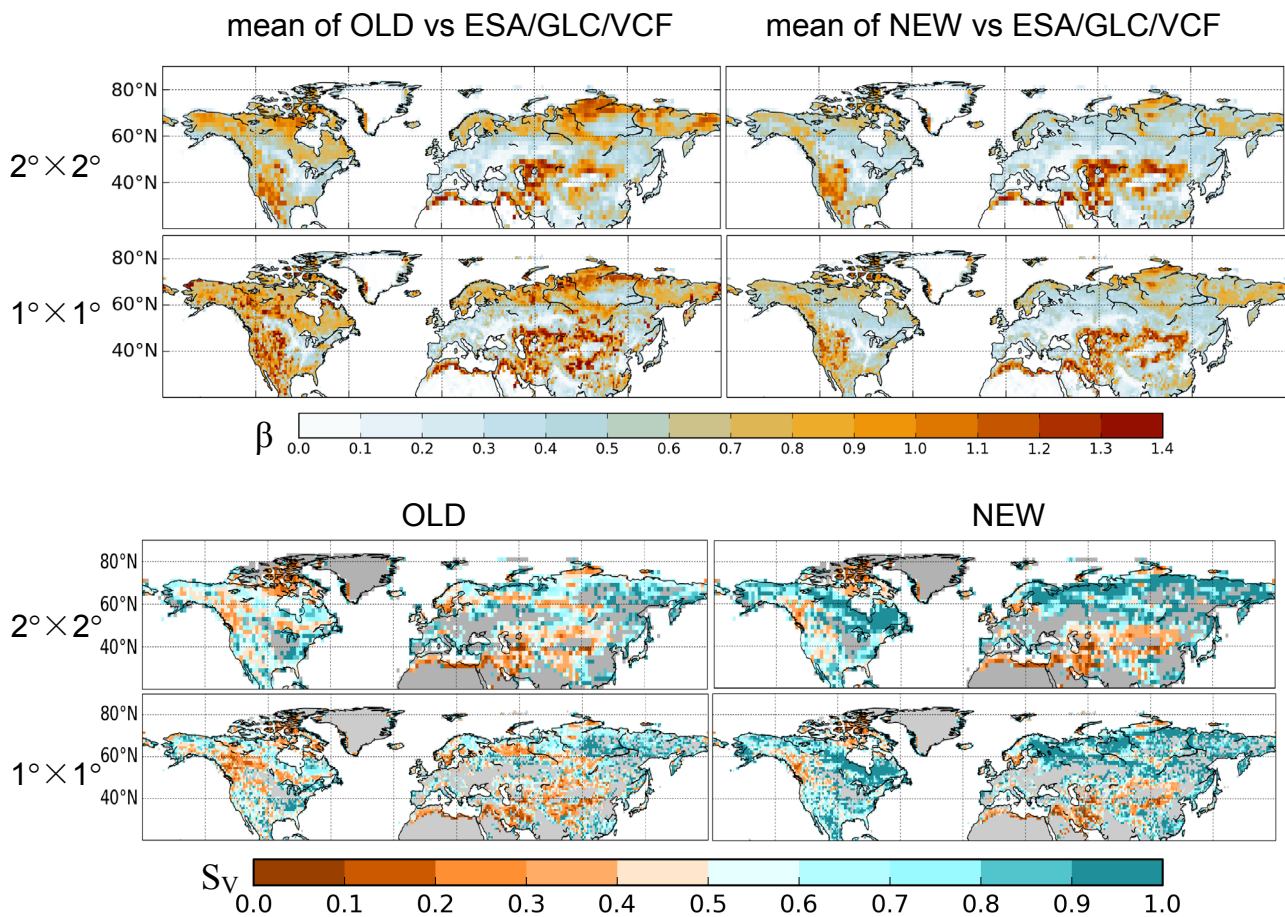 mean of OLD vs ESA/GLC/VCF mean of NEW vs ESA/GLC/VCF
80°N
2°×2° 60°N
40°N
80°N
1°×1° 60°N
40°N
β 0.0 0.1 0.2 0.3 0.4 0.5 0.6 0.7 0.8 0.9 1.0 1.1 1.2 1.3 1.4
OLD NEW
80°N
2°×2° 60°N
40°N
80°N
1°×1° 60°N
40°N
Sv 0.0 0.1 0.2 0.3 0.4 0.5 0.6 0.7 0.8 0.9 1.0